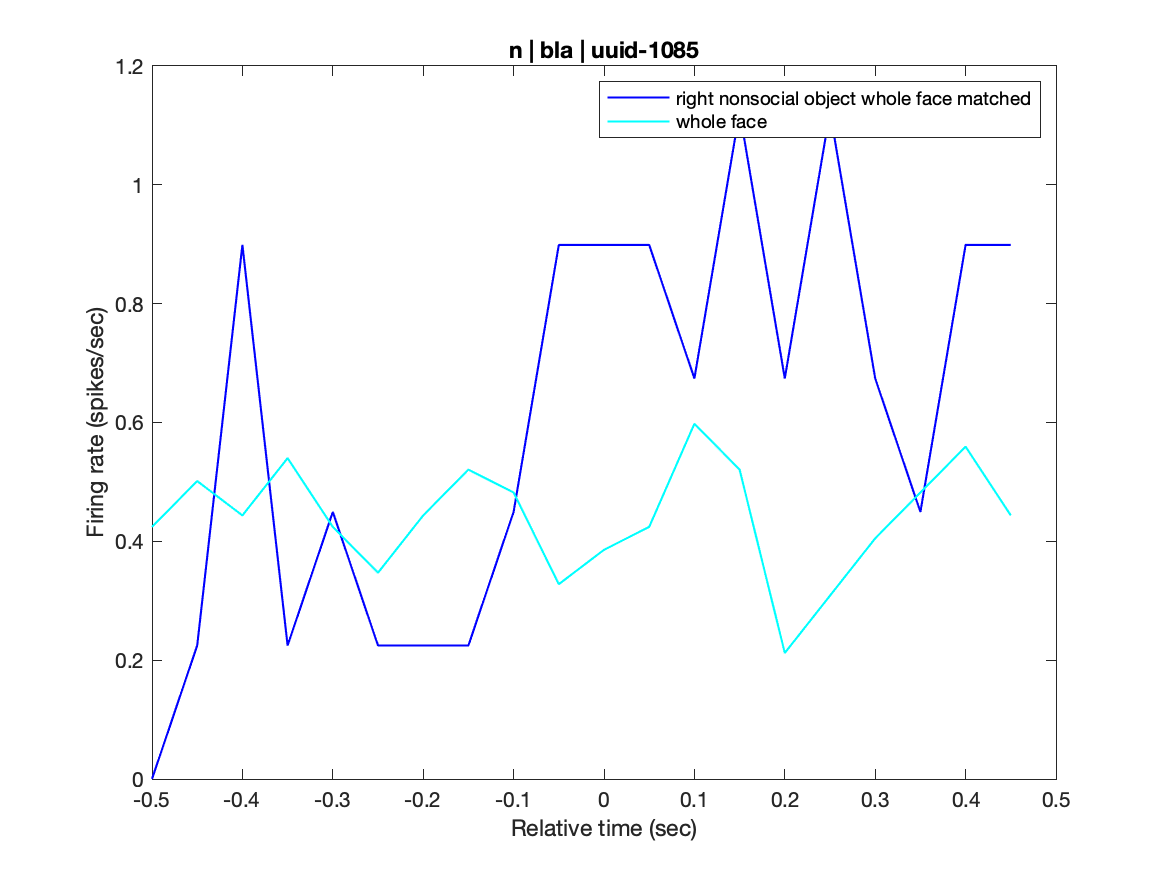 n | bla | uuid-1085
right nonsocial object whole face matched
whole face
1.2
1
0.8
0.6
0.4
0.2
0
Firing rate (spikes/sec)
-0.5 -0.4 -0.3 -0.2 -0.1 0 0.1 0.2 0.3 0.4 0.5
Relative time (sec)